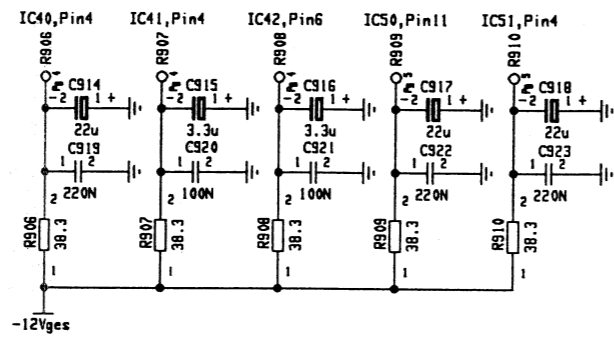 IC40,Pin4 IC41,Pin4 IC42,Pin6 IC50,Pin11 IC51,Pin4
R906 R907 R908 R909 R910
C914 C915 C916 C917 C918
-2 1 + -2 1 + -2 1 + -2 1 + -2 1 +
22u 3.3u 3.3u 22u 22u
C919 C920 C921 C922 C923
1 2 1 2 1 2 1 2 1 2
220N 100N 100N 220N 220N
2 2 2 2 2
R906 38.3 R907 38.3 R908 38.3 R909 38.3 R910 38.3
1 1 1 1 1
-12Vges